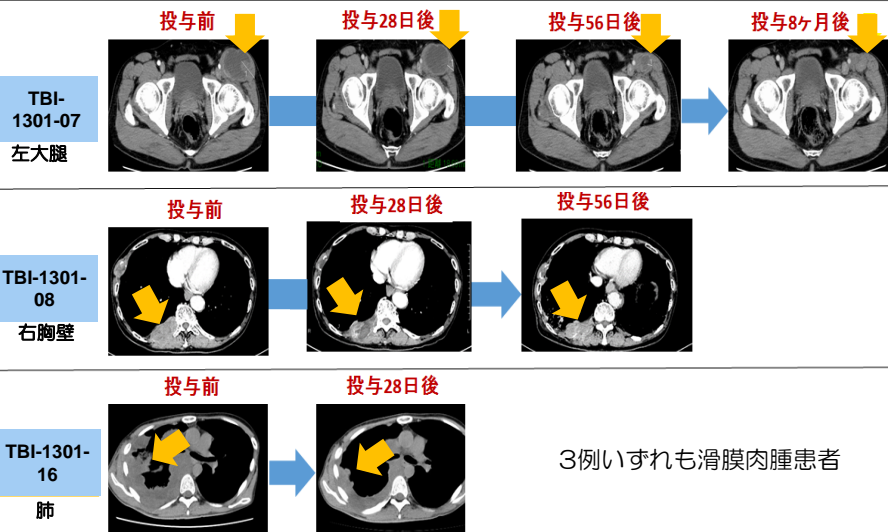 投与前
投与28日後
投与56日後
投与8ヶ月後
TBI-
1301-07
左大腿
投与前
投与28日後
投与56日後
TBI-1301-
08
右胸壁
投与前
投与28日後
TBI-1301-
16
肺
3例いずれも滑膜肉腫患者